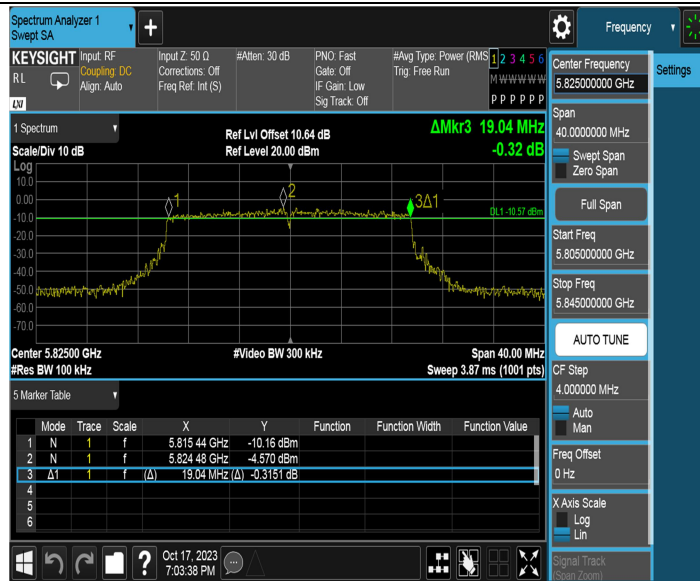 Spectrum Analyzer 1
Swept SA
+
Frequency
KEYSIGHT
RL
LXI
Input: RF
Coupling: DC
Align: Auto
Input Z: 50 Ω
Corrections: Off
Freq Ref: Int (S)
#Atten: 30 dB
PNO: Fast
Gate: Off
IF Gain: Low
Sig Track: Off
#Avg Type: Power (RMS
Trig: Free Run
1 2 3 4 5 6
M W W W W W
P P P P P P
1 Spectrum
Scale/Div 10 dB
Ref Lvl Offset 10.64 dB
Ref Level 20.00 dBm
ΔMkr3 19.04 MHz
-0.32 dB
Log
10.0
0.00
-10.0
-20.0
-30.0
-40.0
-50.0
-60.0
-70.0
1
2
3Δ1
DL1 -10.57 dBm
Center 5.82500 GHz
#Res BW 100 kHz
#Video BW 300 kHz
Span 40.00 MHz
Sweep 3.87 ms (1001 pts)
5 Marker Table
Mode Trace Scale X Y Function Function Width Function Value
1 N 1 f 5.815 44 GHz -10.16 dBm
2 N 1 f 5.824 48 GHz -4.570 dBm
3 Δ1 1 f (Δ) 19.04 MHz (Δ) -0.3151 dB
4
5
6
Oct 17, 2023
7:03:38 PM
Center Frequency
5.825000000 GHz
Settings
Span
40.0000000 MHz
Swept Span
Zero Span
Full Span
Start Freq
5.805000000 GHz
Stop Freq
5.845000000 GHz
AUTO TUNE
CF Step
4.000000 MHz
Auto
Man
Freq Offset
0 Hz
X Axis Scale
Log
Lin
Signal Track
(Span Zoom)